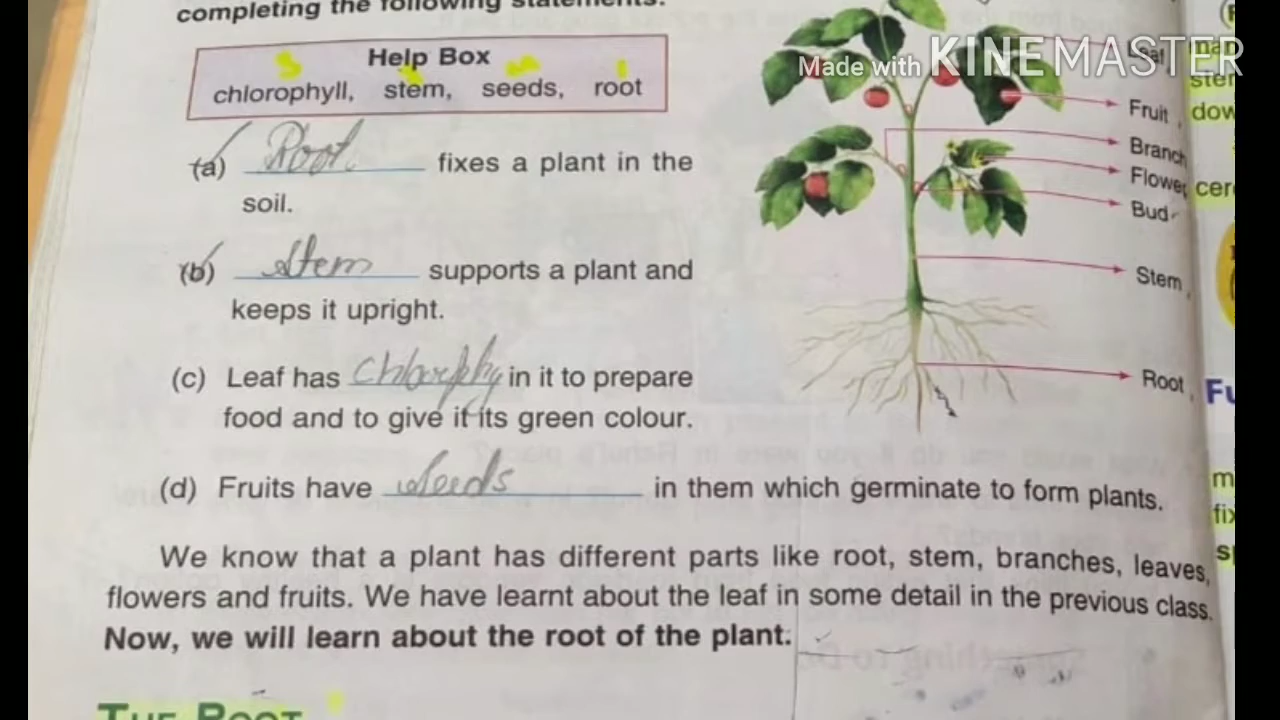 completing the following statements.
Help Box
chlorophyll, stem, seeds, root
(a) Root fixes a plant in the
soil.
(b) Stem supports a plant and
keeps it upright.
(c) Leaf has in it to prepare
food and to give it its green colour.
(d) Fruits have Seeds in them which germinate to form plants.
We know that a plant has different parts like root, stem, branches, leaves,
flowers and fruits. We have learnt about the leaf in some detail in the previous class.
Now, we will learn about the root of the plant.
THE ROOT
Made with KINEMASTER
Leaf
Fruit
Branch
Flower
Bud
Stem
Root